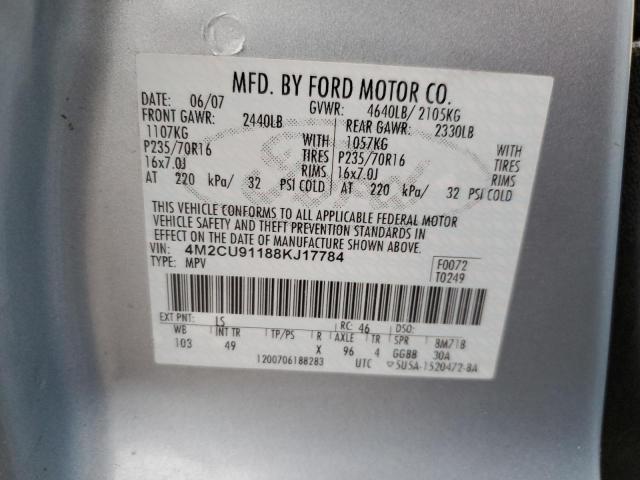 MFD. BY FORD MOTOR CO.
DATE: 06/07 GVWR: 4640LB/ 2105KG
FRONT GAWR: 2440LB REAR GAWR: 2330LB
1107KG WITH 1057KG WITH
P235/70R16 TIRES P235/70R16 TIRES
16x7.0J RIMS 16x7.0J RIMS
AT 220 kPa/ 32 PSI COLD AT 220 kPa/ 32 PSI COLD
Ford
THIS VEHICLE CONFORMS TO ALL APPLICABLE FEDERAL MOTOR
VEHICLE SAFETY AND THEFT PREVENTION STANDARDS IN
EFFECT ON THE DATE OF MANUFACTURE SHOWN ABOVE.
VIN: 4M2CU91188KJ17784
TYPE: MPV
F0072
T0249
EXT PNT: LS RC: 46 DSO:
WB INT TR TP/PS R AXLE TR SPR 8M71B
103 49 X 96 4 GG88 30A
1200706188283 UTC 5U5A-1520472-BA